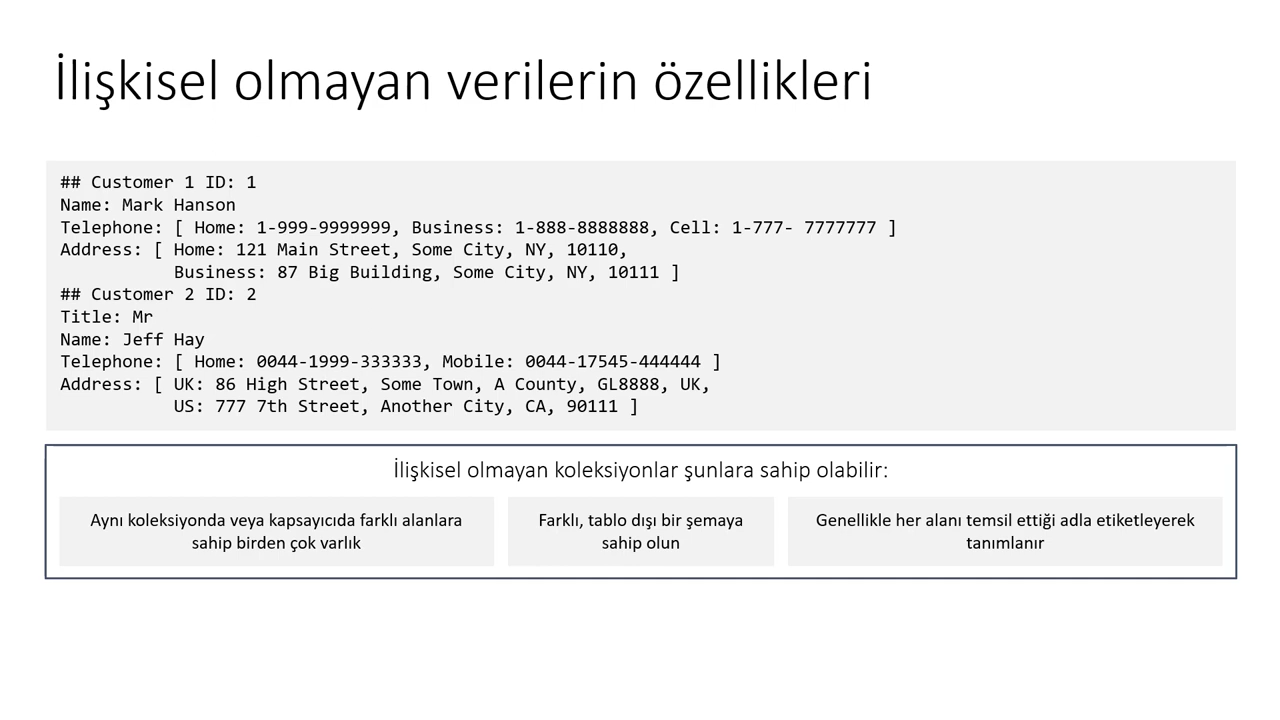 İlişkisel olmayan verilerin özellikleri
## Customer 1 ID: 1
Name: Mark Hanson
Telephone: [ Home: 1-999-9999999, Business: 1-888-8888888, Cell: 1-777- 7777777 ]
Address: [ Home: 121 Main Street, Some City, NY, 10110,
Business: 87 Big Building, Some City, NY, 10111 ]
## Customer 2 ID: 2
Title: Mr
Name: Jeff Hay
Telephone: [ Home: 0044-1999-333333, Mobile: 0044-17545-444444 ]
Address: [ UK: 86 High Street, Some Town, A County, GL8888, UK,
US: 777 7th Street, Another City, CA, 90111 ]
İlişkisel olmayan koleksiyonlar şunlara sahip olabilir:
Aynı koleksiyonda veya kapsayıcıda farklı alanlara
sahip birden çok varlık
Farklı, tablo dışı bir şemaya
sahip olun
Genellikle her alanı temsil ettiği adla etiketleyerek
tanımlanır